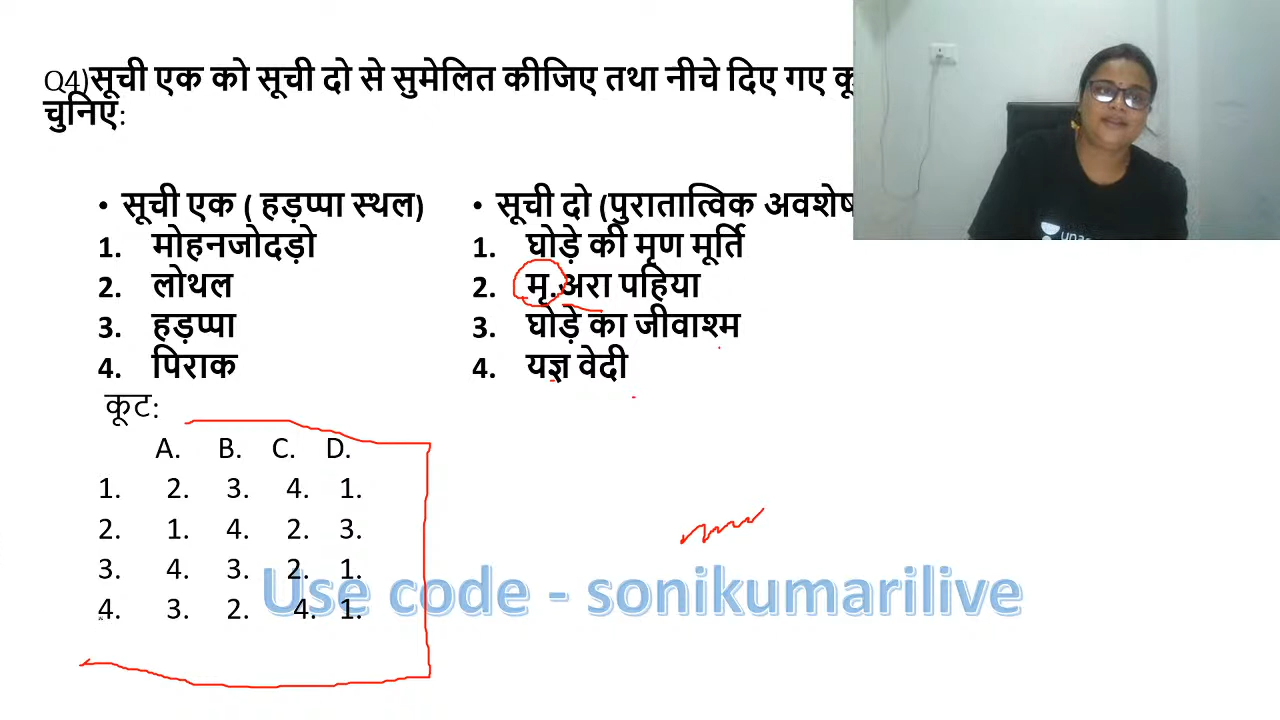 Q4)सूची एक को सूची दो से सुमेलित कीजिए तथा नीचे दिए गए
चुनिए:
• सूची एक ( हड़प्पा स्थल)
1. मोहनजोदड़ो
2. लोथल
3. हड़प्पा
4. पिराक
• सूची दो (पुरातात्विक अवशेष
1. घोड़े की मृण मूर्ति
2. मृ.अरा पहिया
3. घोड़े का जीवाश्म
4. यज्ञ वेदी
कूट:
A. B. C. D.
1. 2. 3. 4. 1.
2. 1. 4. 2. 3.
3. 4. 3. 2. 1.
4. 3. 2. 4. 1.
Use code - sonikumarilive